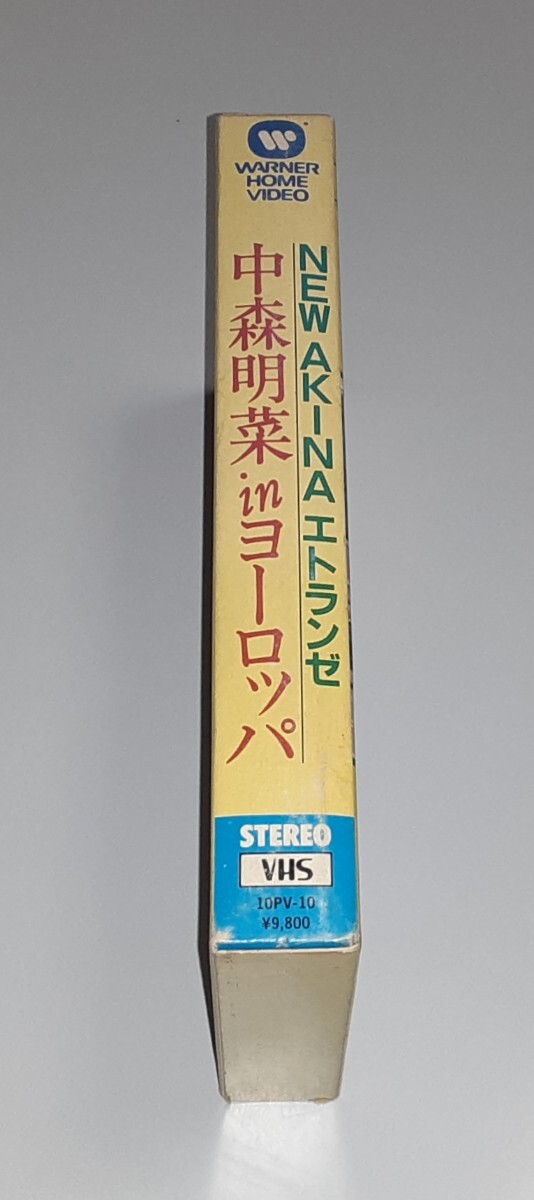 WARNER
HOME
VIDEO
NEW AKINA エトランゼ
中森明菜 in ヨーロッパ
STEREO
VHS
10PV-10
¥9,800